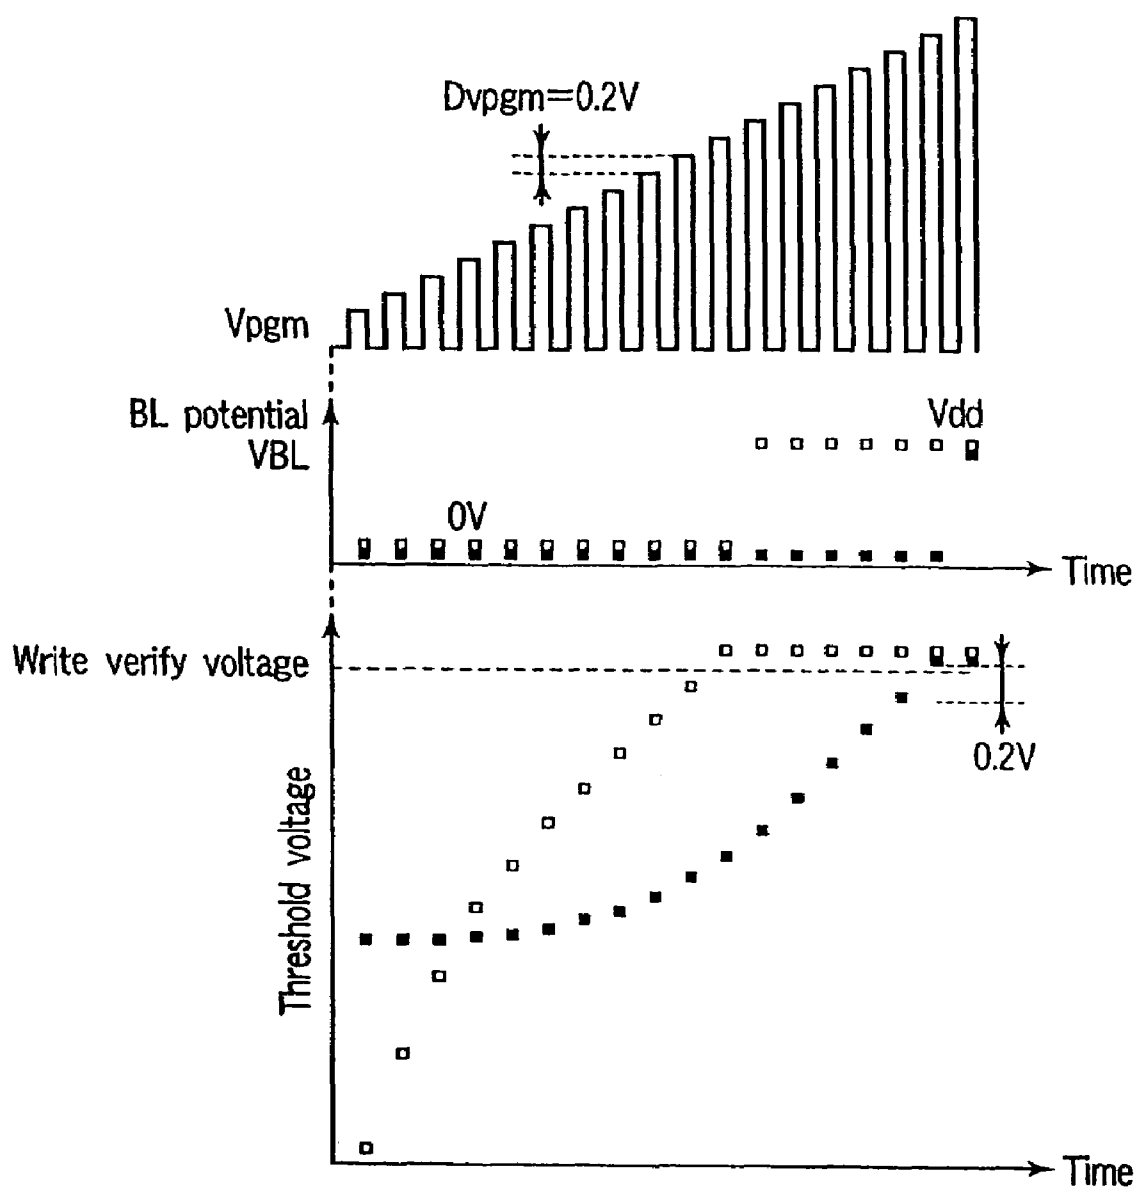 Dvpgm=0.2V
Vpgm
BL potential
VBL
Vdd
0V
Time
Write verify voltage
0.2V
Threshold voltage
Time